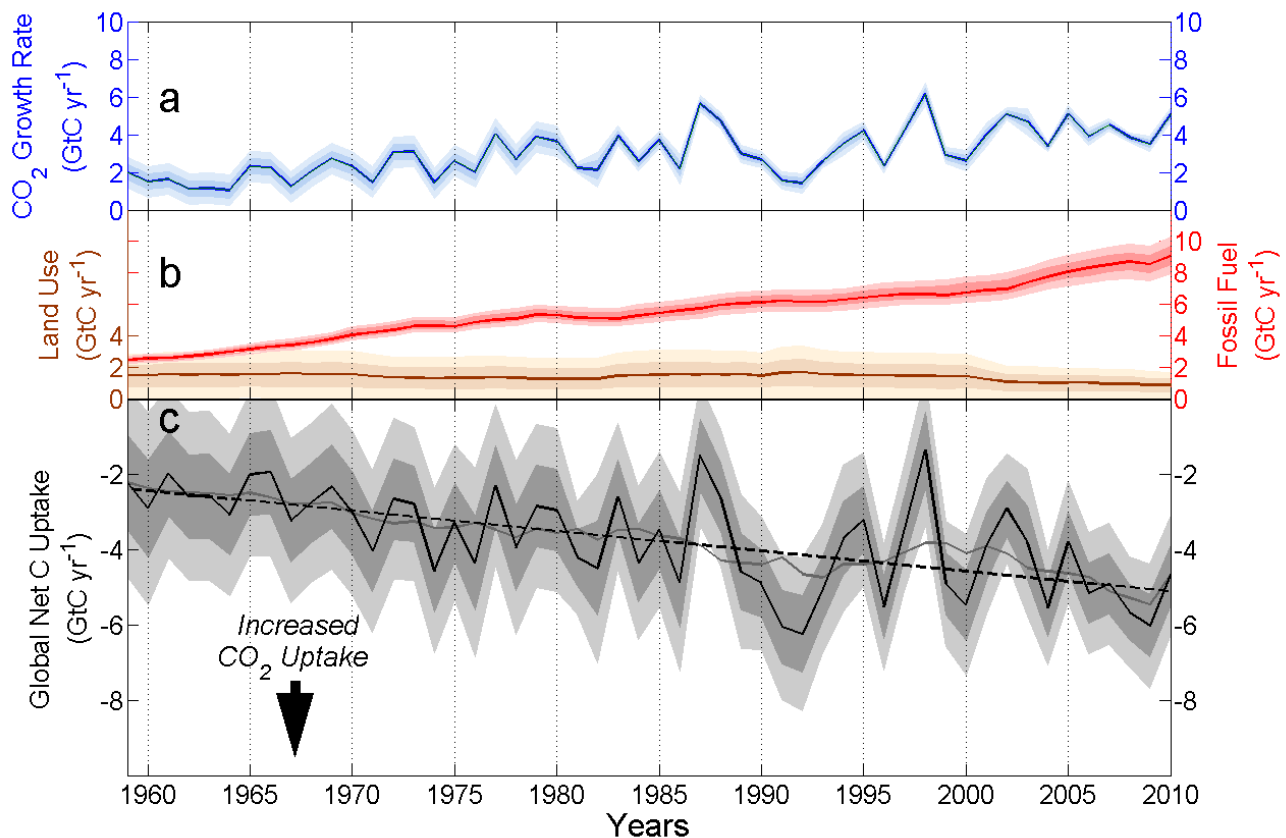 CO2 Growth Rate
(GtC yr-1)
10
8
6
4
2
0
a
10
8
6
4
2
0
Land Use
(GtC yr-1)
4
2
0
b
10
8
6
4
2
0
Fossil Fuel
(GtC yr-1)
Global Net C Uptake
(GtC yr-1)
-2
-4
-6
-8
c
Increased
CO2 Uptake
-2
-4
-6
-8
1960 1965 1970 1975 1980 1985 1990 1995 2000 2005 2010
Years